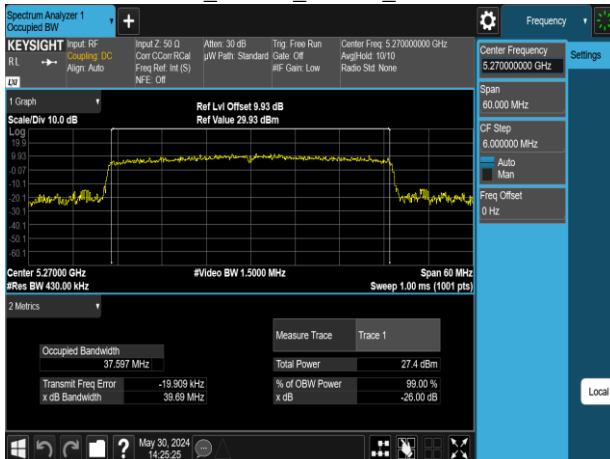 Spectrum Analyzer 1
Occupied BW
+
Frequency
KEYSIGHT
Input: RF
Input Z: 50 Ω
Atten: 30 dB
Trig: Free Run
Center Freq: 5.270000000 GHz
R L
Coupling: DC
Corr CCorr RCal
µW Path: Standard
Gate: Off
Avg|Hold: 10/10
Align: Auto
Freq Ref: Int (S)
#IF Gain: Low
Radio Std: None
NFE: Off
LXI
Center Frequency
5.270000000 GHz
Settings
Span
60.000 MHz
CF Step
6.000000 MHz
Auto
Man
Freq Offset
0 Hz
Local
1 Graph
Ref Lvl Offset 9.93 dB
Scale/Div 10.0 dB
Ref Value 29.93 dBm
Log
19.9
9.93
-0.07
-10.1
-20.1
-30.1
-40.1
-50.1
-60.1
Center 5.27000 GHz
#Video BW 1.5000 MHz
Span 60 MHz
#Res BW 430.00 kHz
Sweep 1.00 ms (1001 pts)
2 Metrics
Measure Trace
Trace 1
Occupied Bandwidth
37.597 MHz
Total Power
27.4 dBm
Transmit Freq Error
-19.909 kHz
% of OBW Power
99.00 %
x dB Bandwidth
39.69 MHz
x dB
-26.00 dB
?
May 30, 2024
14:25:25